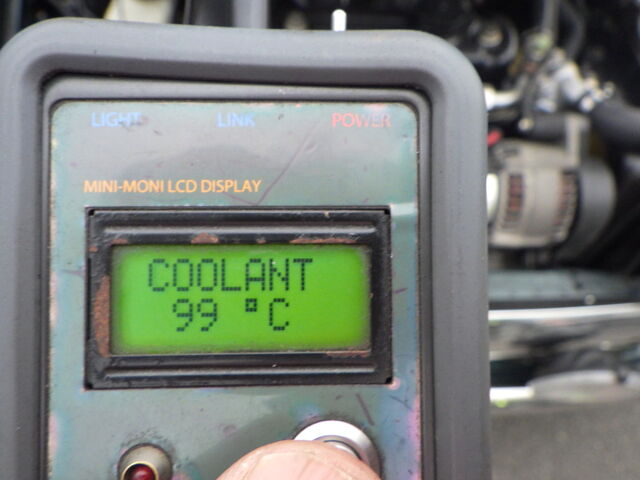 LIGHT LINK POWER
MINI-MONI LCD DISPLAY
COOLANT
99 °C